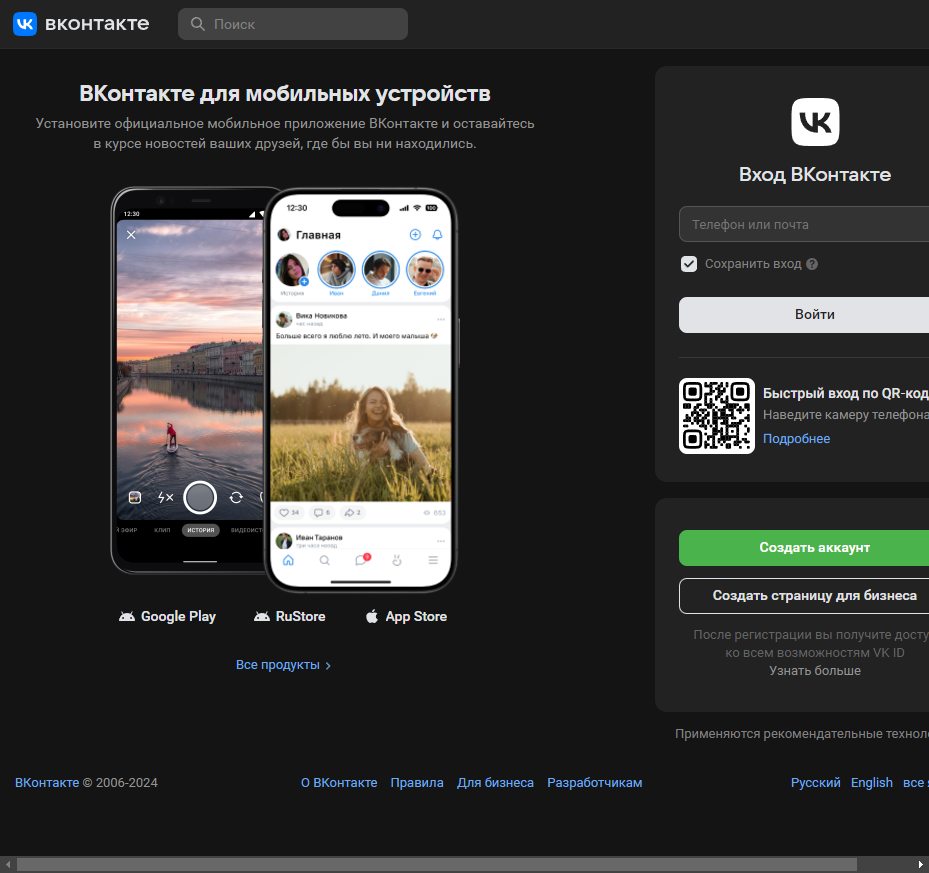 вконтакте
Поиск
ВКонтакте для мобильных устройств
Установите официальное мобильное приложение ВКонтакте и оставайтесь
в курсе новостей ваших друзей, где бы вы ни находились.
12:30
ЭФИР КЛИП ИСТОРИЯ
12:30
100
Главная
История Иван Данил Евгений
Вика Новикова
час назад
Больше всего я люблю лето. И моего малыша
34 6 2 653
Иван Таранов
три часа назад
Google Play RuStore App Store
Все продукты
Вход ВКонтакте
Телефон или почта
Сохранить вход
Войти
Быстрый вход по QR-код
Наведите камеру телефона
Подробнее
Создать аккаунт
Создать страницу для бизнеса
После регистрации вы получите досту
ко всем возможностям VK ID
Узнать больше
Применяются рекомендательные технол
ВКонтакте © 2006-2024 О ВКонтакте Правила Для бизнеса Разработчикам Русский English все